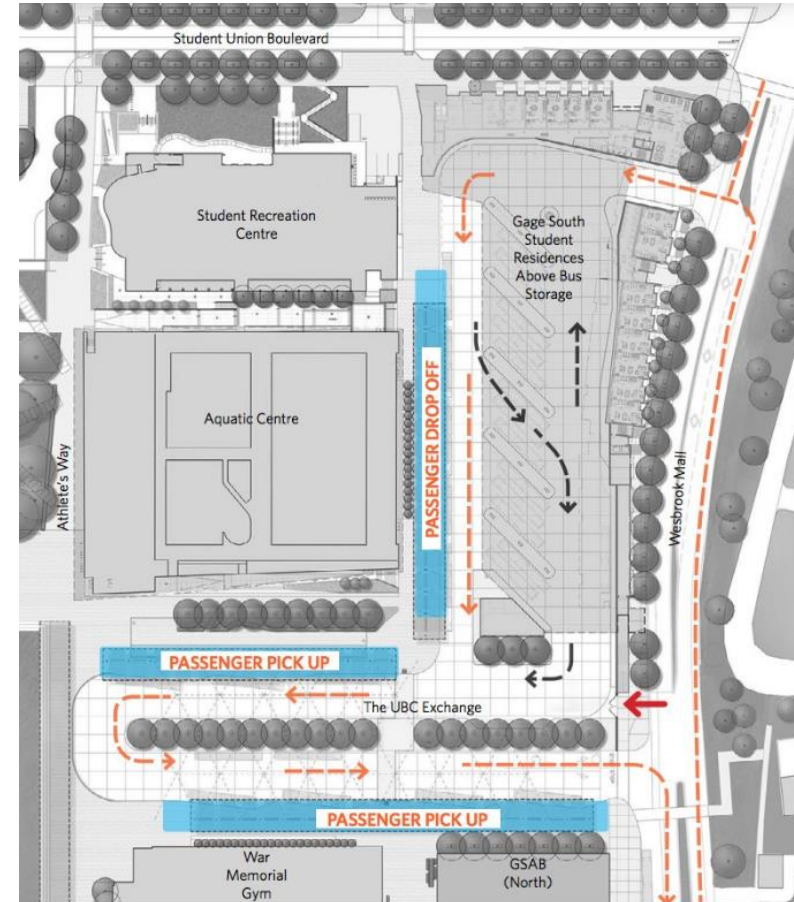 Student Union Boulevard
Student Recreation
Centre
Gage South
Student
Residences
Above Bus
Storage
PASSENGER DROP OFF
Aquatic Centre
Athlete's Way
Wesbrook Mall
PASSENGER PICK UP
The UBC Exchange
PASSENGER PICK UP
War
Memorial
Gym
GSAB
(North)